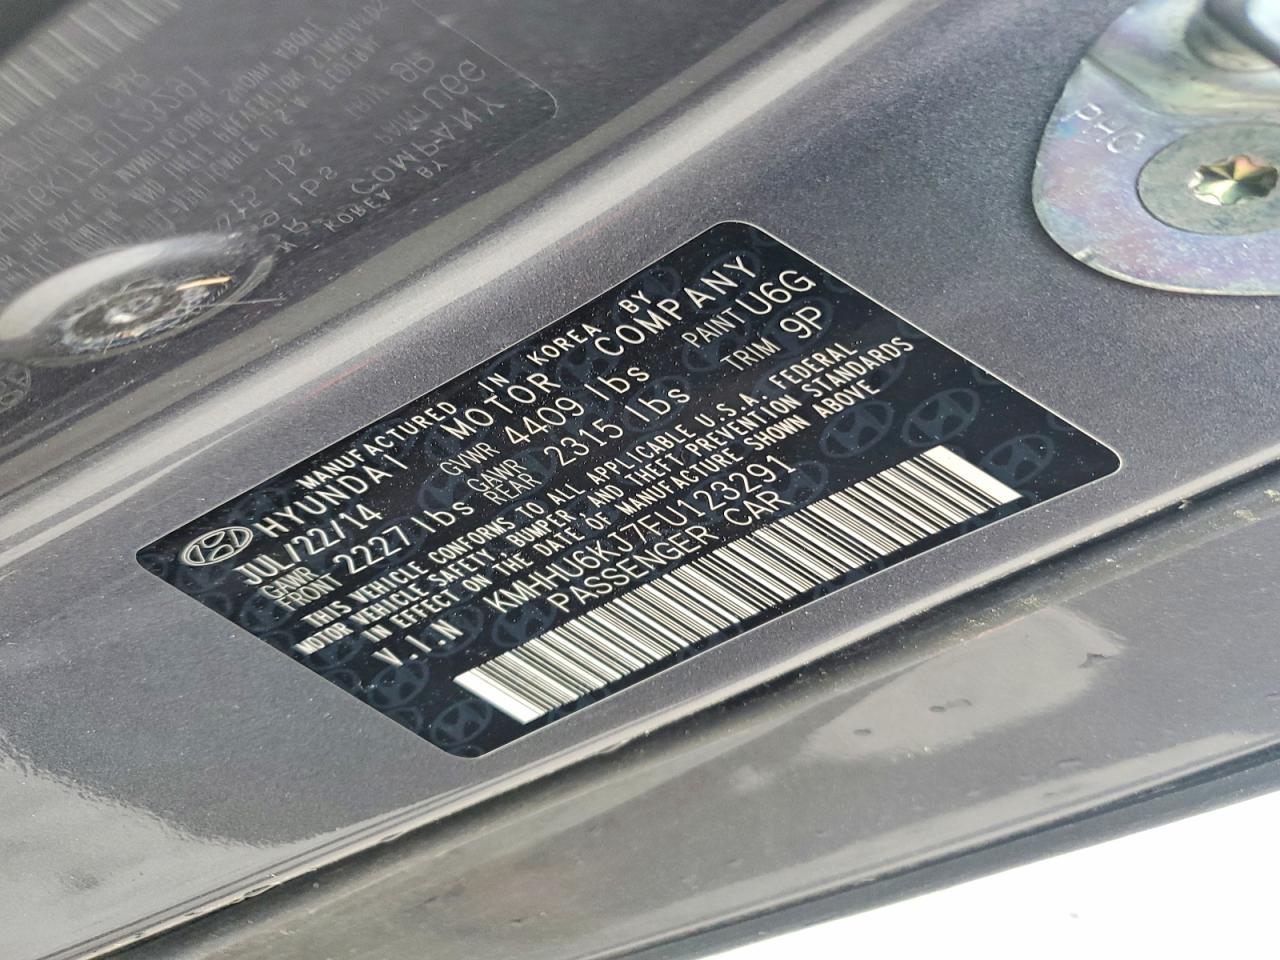 MANUFACTURED IN KOREA BY
HYUNDAI MOTOR COMPANY
JUL/22/14 GVWR 4409 lbs PAINT U6G
GAWR FRONT 2227 lbs GAWR REAR 2315 lbs TRIM 9P
THIS VEHICLE CONFORMS TO ALL APPLICABLE U.S.A. FEDERAL
MOTOR VEHICLE SAFETY, BUMPER, AND THEFT PREVENTION STANDARDS
IN EFFECT ON THE DATE OF MANUFACTURE SHOWN ABOVE
V.I.N KMHHU6KJ7FU123291
PASSENGER CAR
PHC